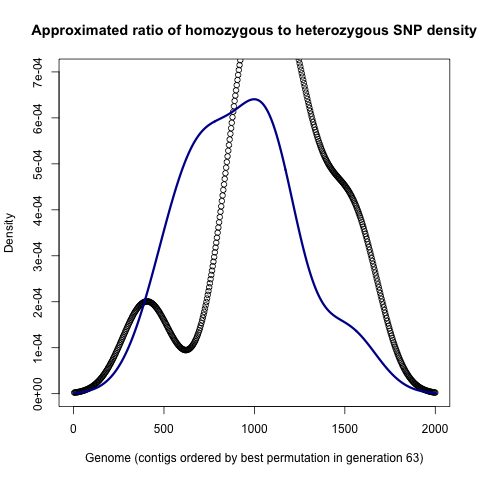 Approximated ratio of homozygous to heterozygous SNP density
7e-04
6e-04
5e-04
4e-04
3e-04
2e-04
1e-04
0e+00
Density
0 500 1000 1500 2000
Genome (contigs ordered by best permutation in generation 63)